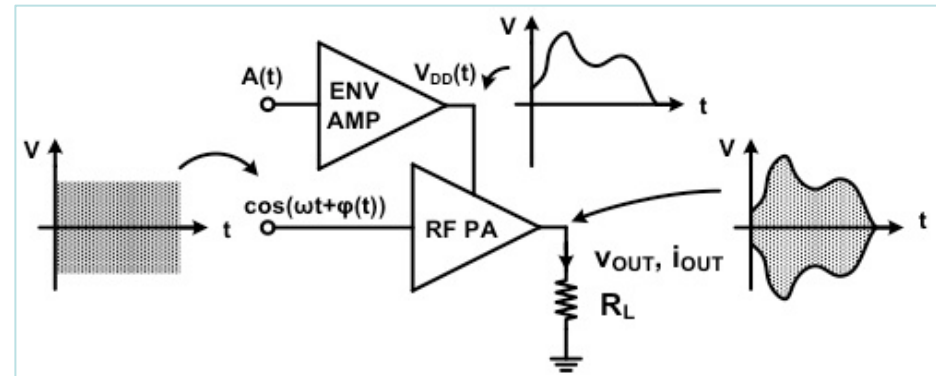 V
A(t)
ENV
AMP
V_DD(t)
t
V
t
cos(ωt+φ(t))
RF PA
v_OUT, i_OUT
R_L
V
t